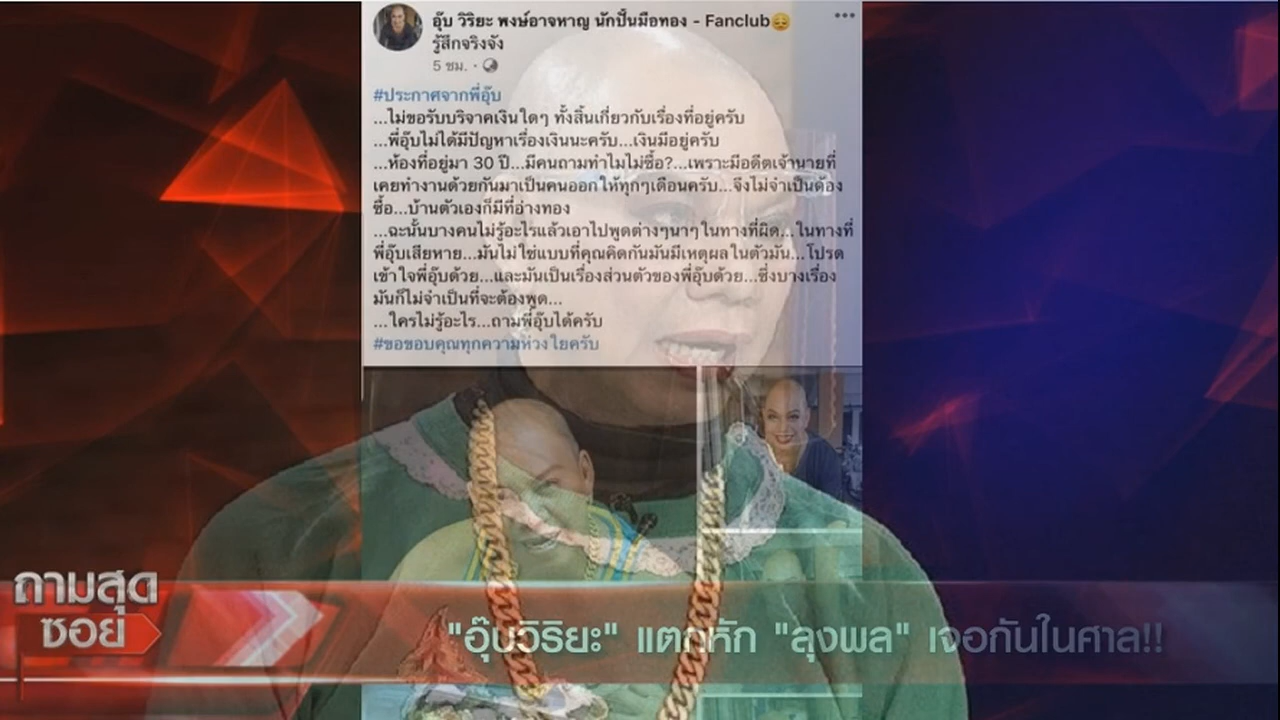 อุ๊บ วิริยะ พงษ์อาจหาญ นักปั้นมือทอง - Fanclub😔
รู้สึกจริงจัง
5 ชม. ·
#ประกาศจากพี่อุ๊บ
...ไม่ขอรับบริจาคเงินใดๆ ทั้งสิ้นเกี่ยวกับเรื่องที่อยู่ครับ
...พี่อุ๊บไม่ได้มีปัญหาเรื่องเงินนะครับ...เงินมีอยู่ครับ
...ห้องที่อยู่มา 30 ปี...มีคนถามทำไมไม่ซื้อ?...เพราะมีอดีตเจ้านายที่
เคยทำงานด้วยกันมาเป็นคนออกให้ทุกๆเดือนครับ...จึงไม่จำเป็นต้อง
ซื้อ...บ้านตัวเองก็มีที่อ่างทอง
...ฉะนั้นบางคนไม่รู้อะไรแล้วเอาไปพูดต่างๆนาๆในทางที่ผิด...ในทางที่
พี่อุ๊บเสียหาย...มันไม่ใช่แบบที่คุณคิดกันมันมีเหตุผลในตัวมัน...โปรด
เข้าใจพี่อุ๊บด้วย...และมันเป็นเรื่องส่วนตัวของพี่อุ๊บด้วย...ซึ่งบางเรื่อง
มันก็ไม่จำเป็นที่จะต้องพูด...
...ใครไม่รู้อะไร...ถามพี่อุ๊บได้ครับ
#ขอขอบคุณทุกความห่วงใยครับ
ถามสุด
ซอย
"อุ๊บวิริยะ" แตกหัก "ลุงพล" เจอกันในศาล!!